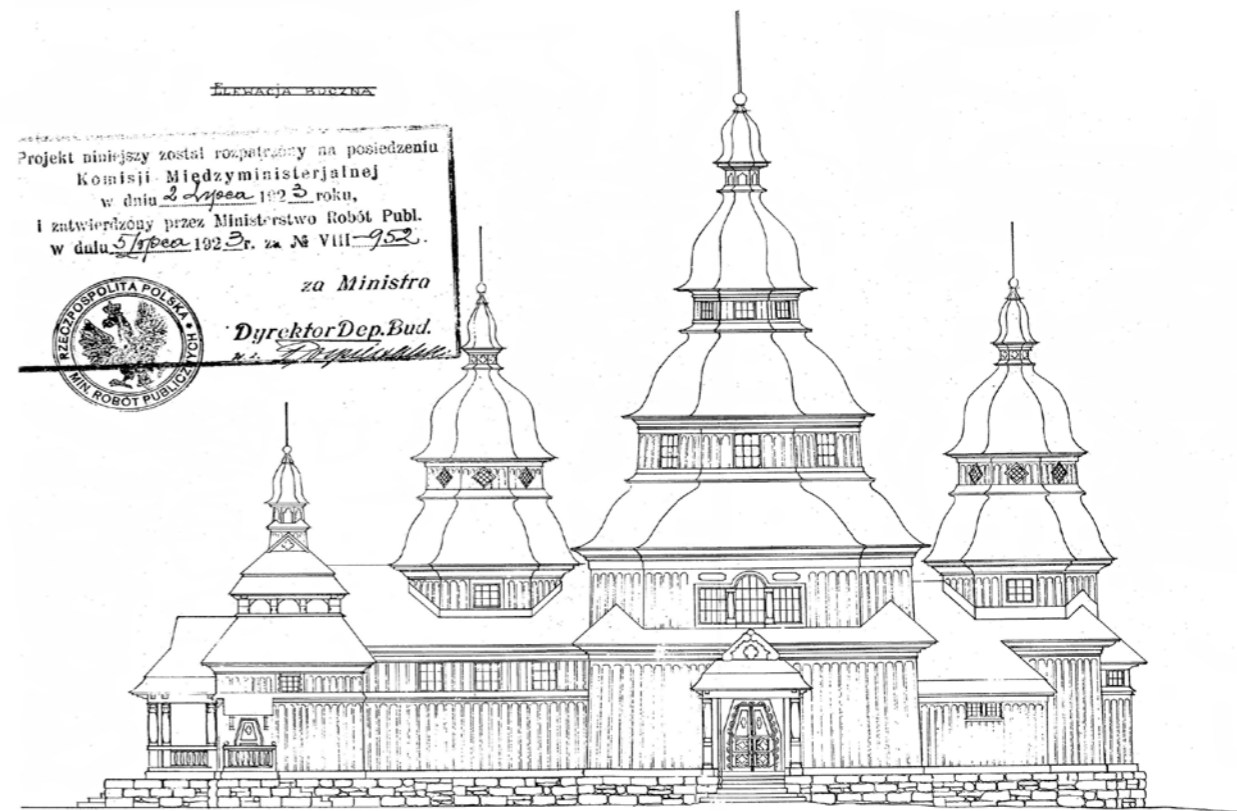 ELEWACJA BOCZNA
Projekt niniejszy został rozpatrzony na posiedzeniu
Komisji Międzyministerjalnej
w dniu 2 Lipca 1923 roku,
i zatwierdzony przez Ministerstwo Robót Publ.
w dniu 5 lipca 1923 r. za № VIII-952.
za Ministra
Dyrektor Dep. Bud.
RZECZPOSPOLITA POLSKA
MIN. ROBÓT PUBLICZNYCH